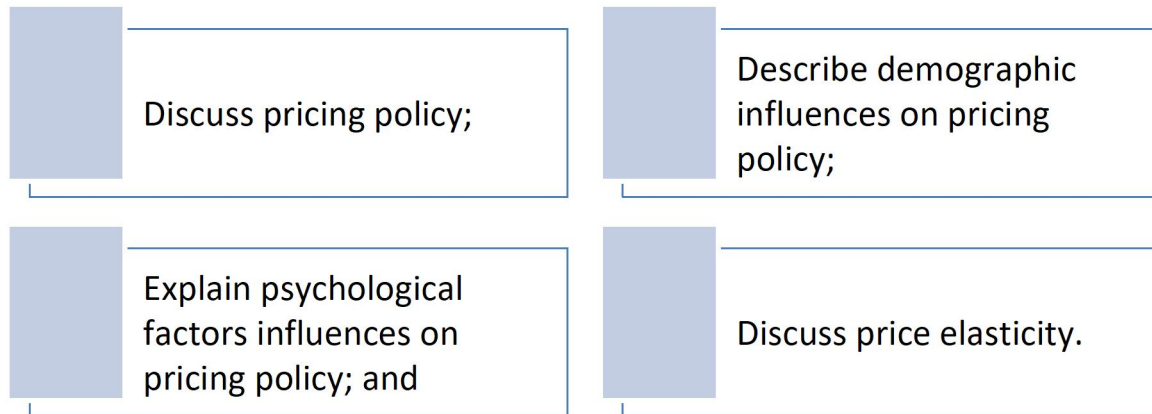 Discuss pricing policy;
Describe demographic
influences on pricing
policy;
Explain psychological
factors influences on
pricing policy; and
Discuss price elasticity.